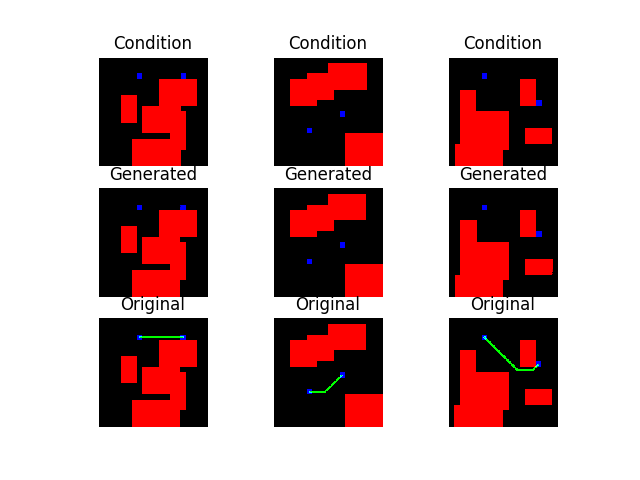 Condition Condition Condition
Generated Generated Generated
Original Original Original